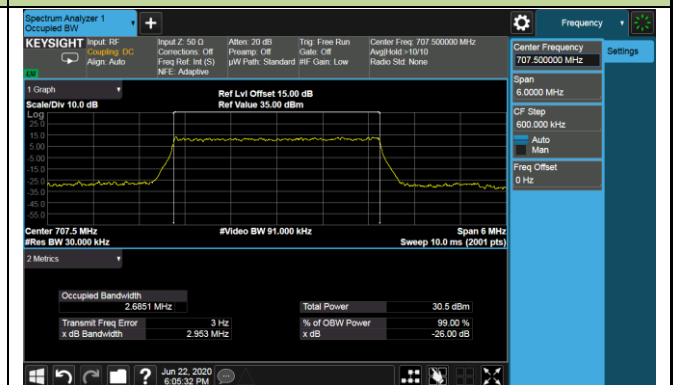 Spectrum Analyzer 1
Occupied BW
Frequency
KEYSIGHT
Input: RF
Coupling: DC
Align: Auto
Input Z: 50 Ω
Corrections: Off
Freq Ref: Int (S)
NFE: Adaptive
Atten: 20 dB
Preamp: Off
µW Path: Standard
Trig: Free Run
Gate: Off
#IF Gain: Low
Center Freq: 707.500000 MHz
Avg|Hold:>10/10
Radio Std: None
Center Frequency
707.500000 MHz
Settings
Span
6.0000 MHz
CF Step
600.000 kHz
Auto
Man
Freq Offset
0 Hz
1 Graph
Scale/Div 10.0 dB
Ref Lvl Offset 15.00 dB
Ref Value 35.00 dBm
Log
25.0
15.0
5.00
-5.00
-15.0
-25.0
-35.0
-45.0
-55.0
Center 707.5 MHz
#Video BW 91.000 kHz
Span 6 MHz
#Res BW 30.000 kHz
Sweep 10.0 ms (2001 pts)
2 Metrics
Occupied Bandwidth
2.6851 MHz
Total Power 30.5 dBm
Transmit Freq Error 3 Hz
% of OBW Power 99.00 %
x dB Bandwidth 2.953 MHz
x dB -26.00 dB
Jun 22, 2020
6:05:32 PM